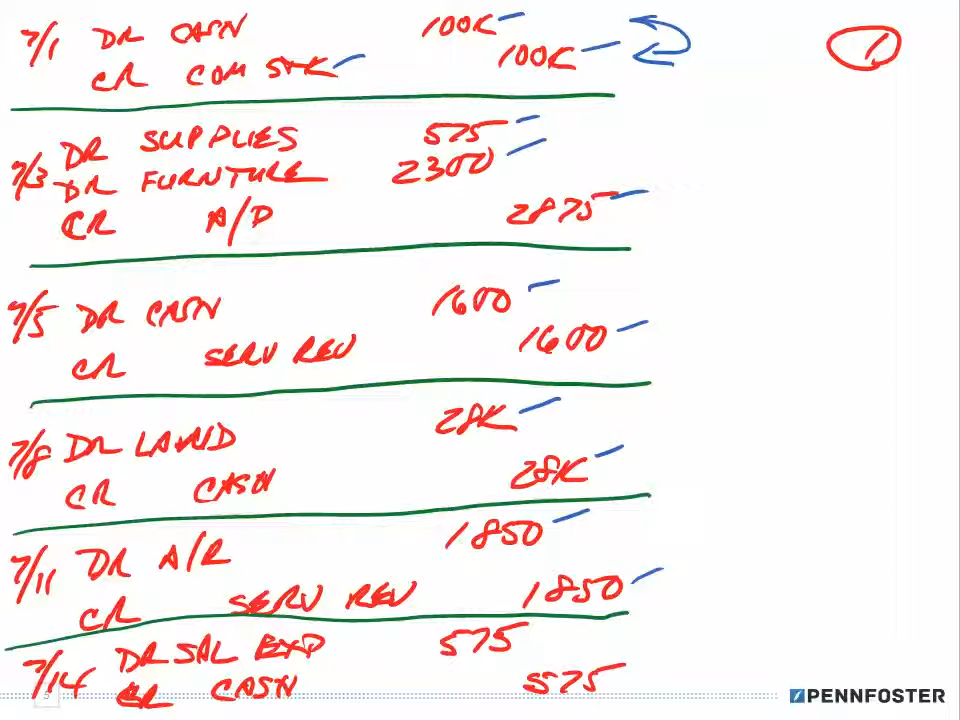 7/1 DR CASH 100K
CR COM STK 100K
1
7/3 DR SUPPLIES 575
DR FURNTURE 2300
CR A/P 2875
7/5 DR CASH 1600
CR SERV REV 1600
7/8 DR LAND 28K
CR CASH 28K
7/11 DR A/R 1850
CR SERV REV 1850
7/14 DR SAL EXP 575
CR CASH 575
PENNFOSTER